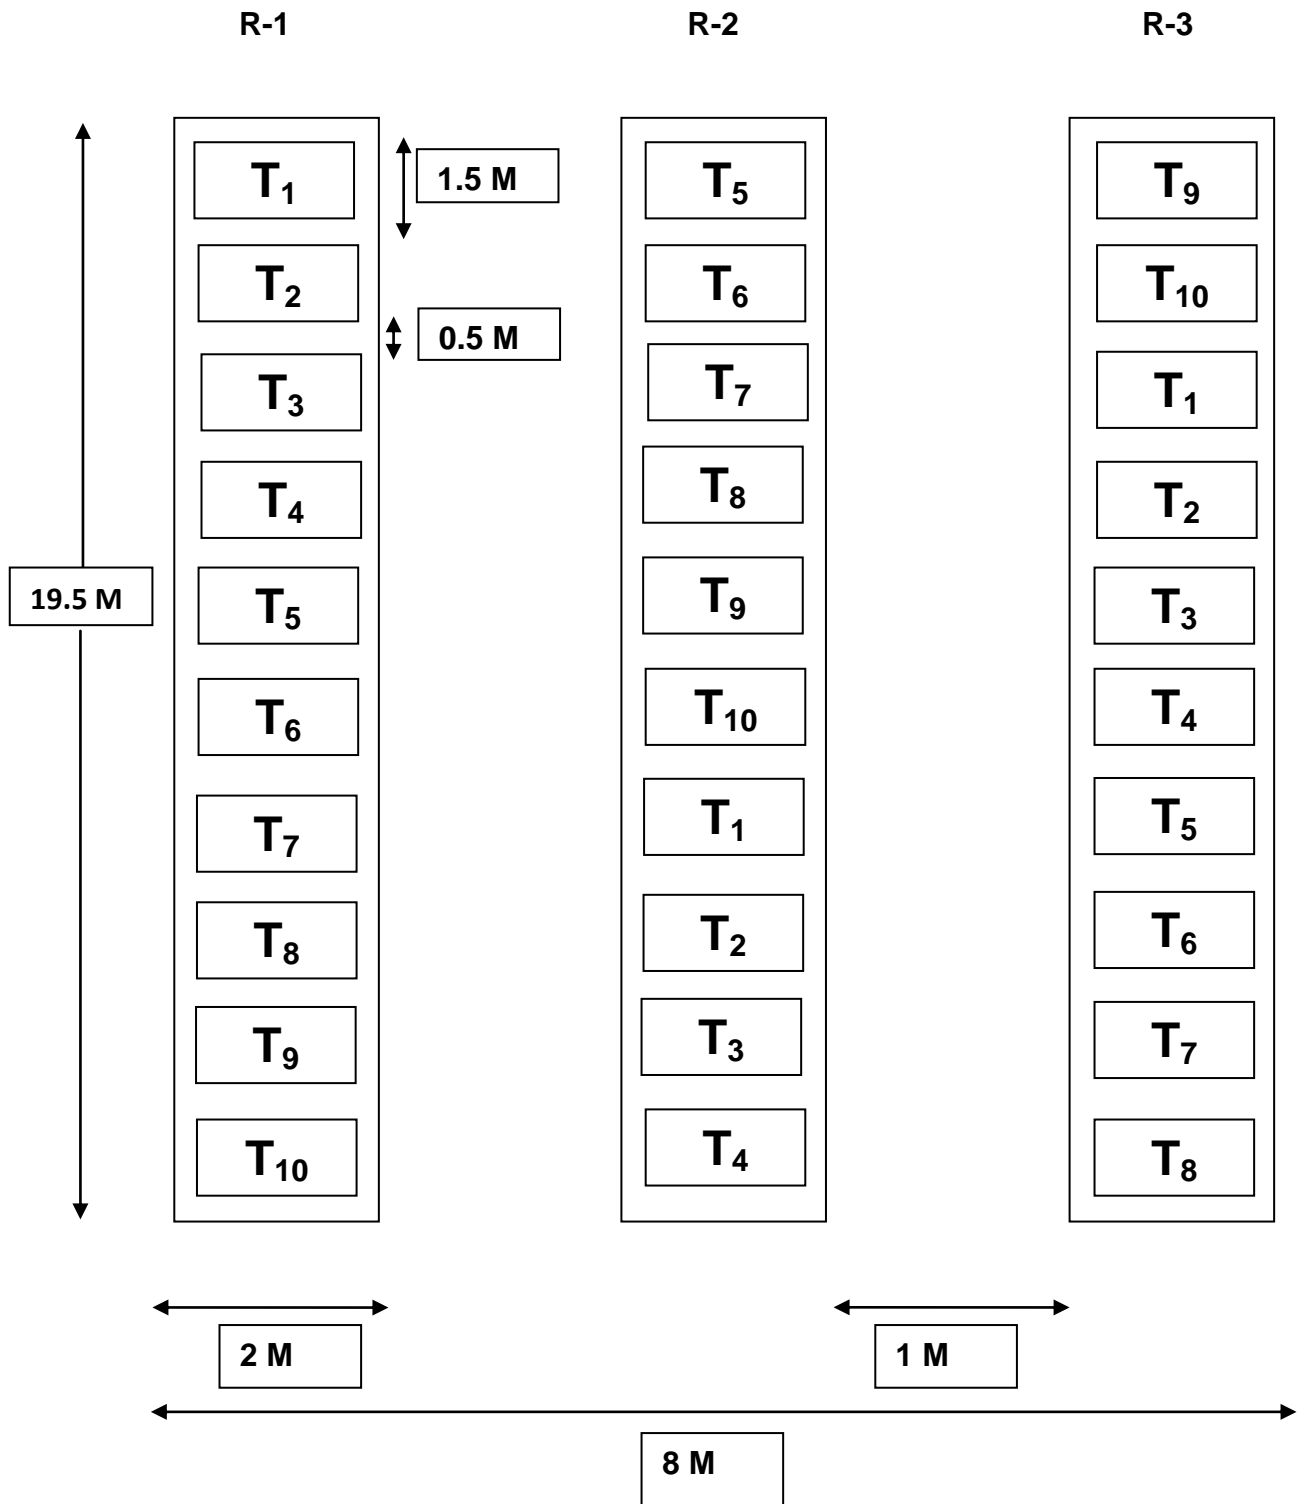 R-1 R-2 R-3
T1 1.5 M T5 T9
T2 T6 T10
0.5 M
T3 T7 T1
T4 T8 T2
19.5 M T5 T9 T3
T6 T10 T4
T7 T1 T5
T8 T2 T6
T9 T3 T7
T10 T4 T8
2 M 1 M
8 M